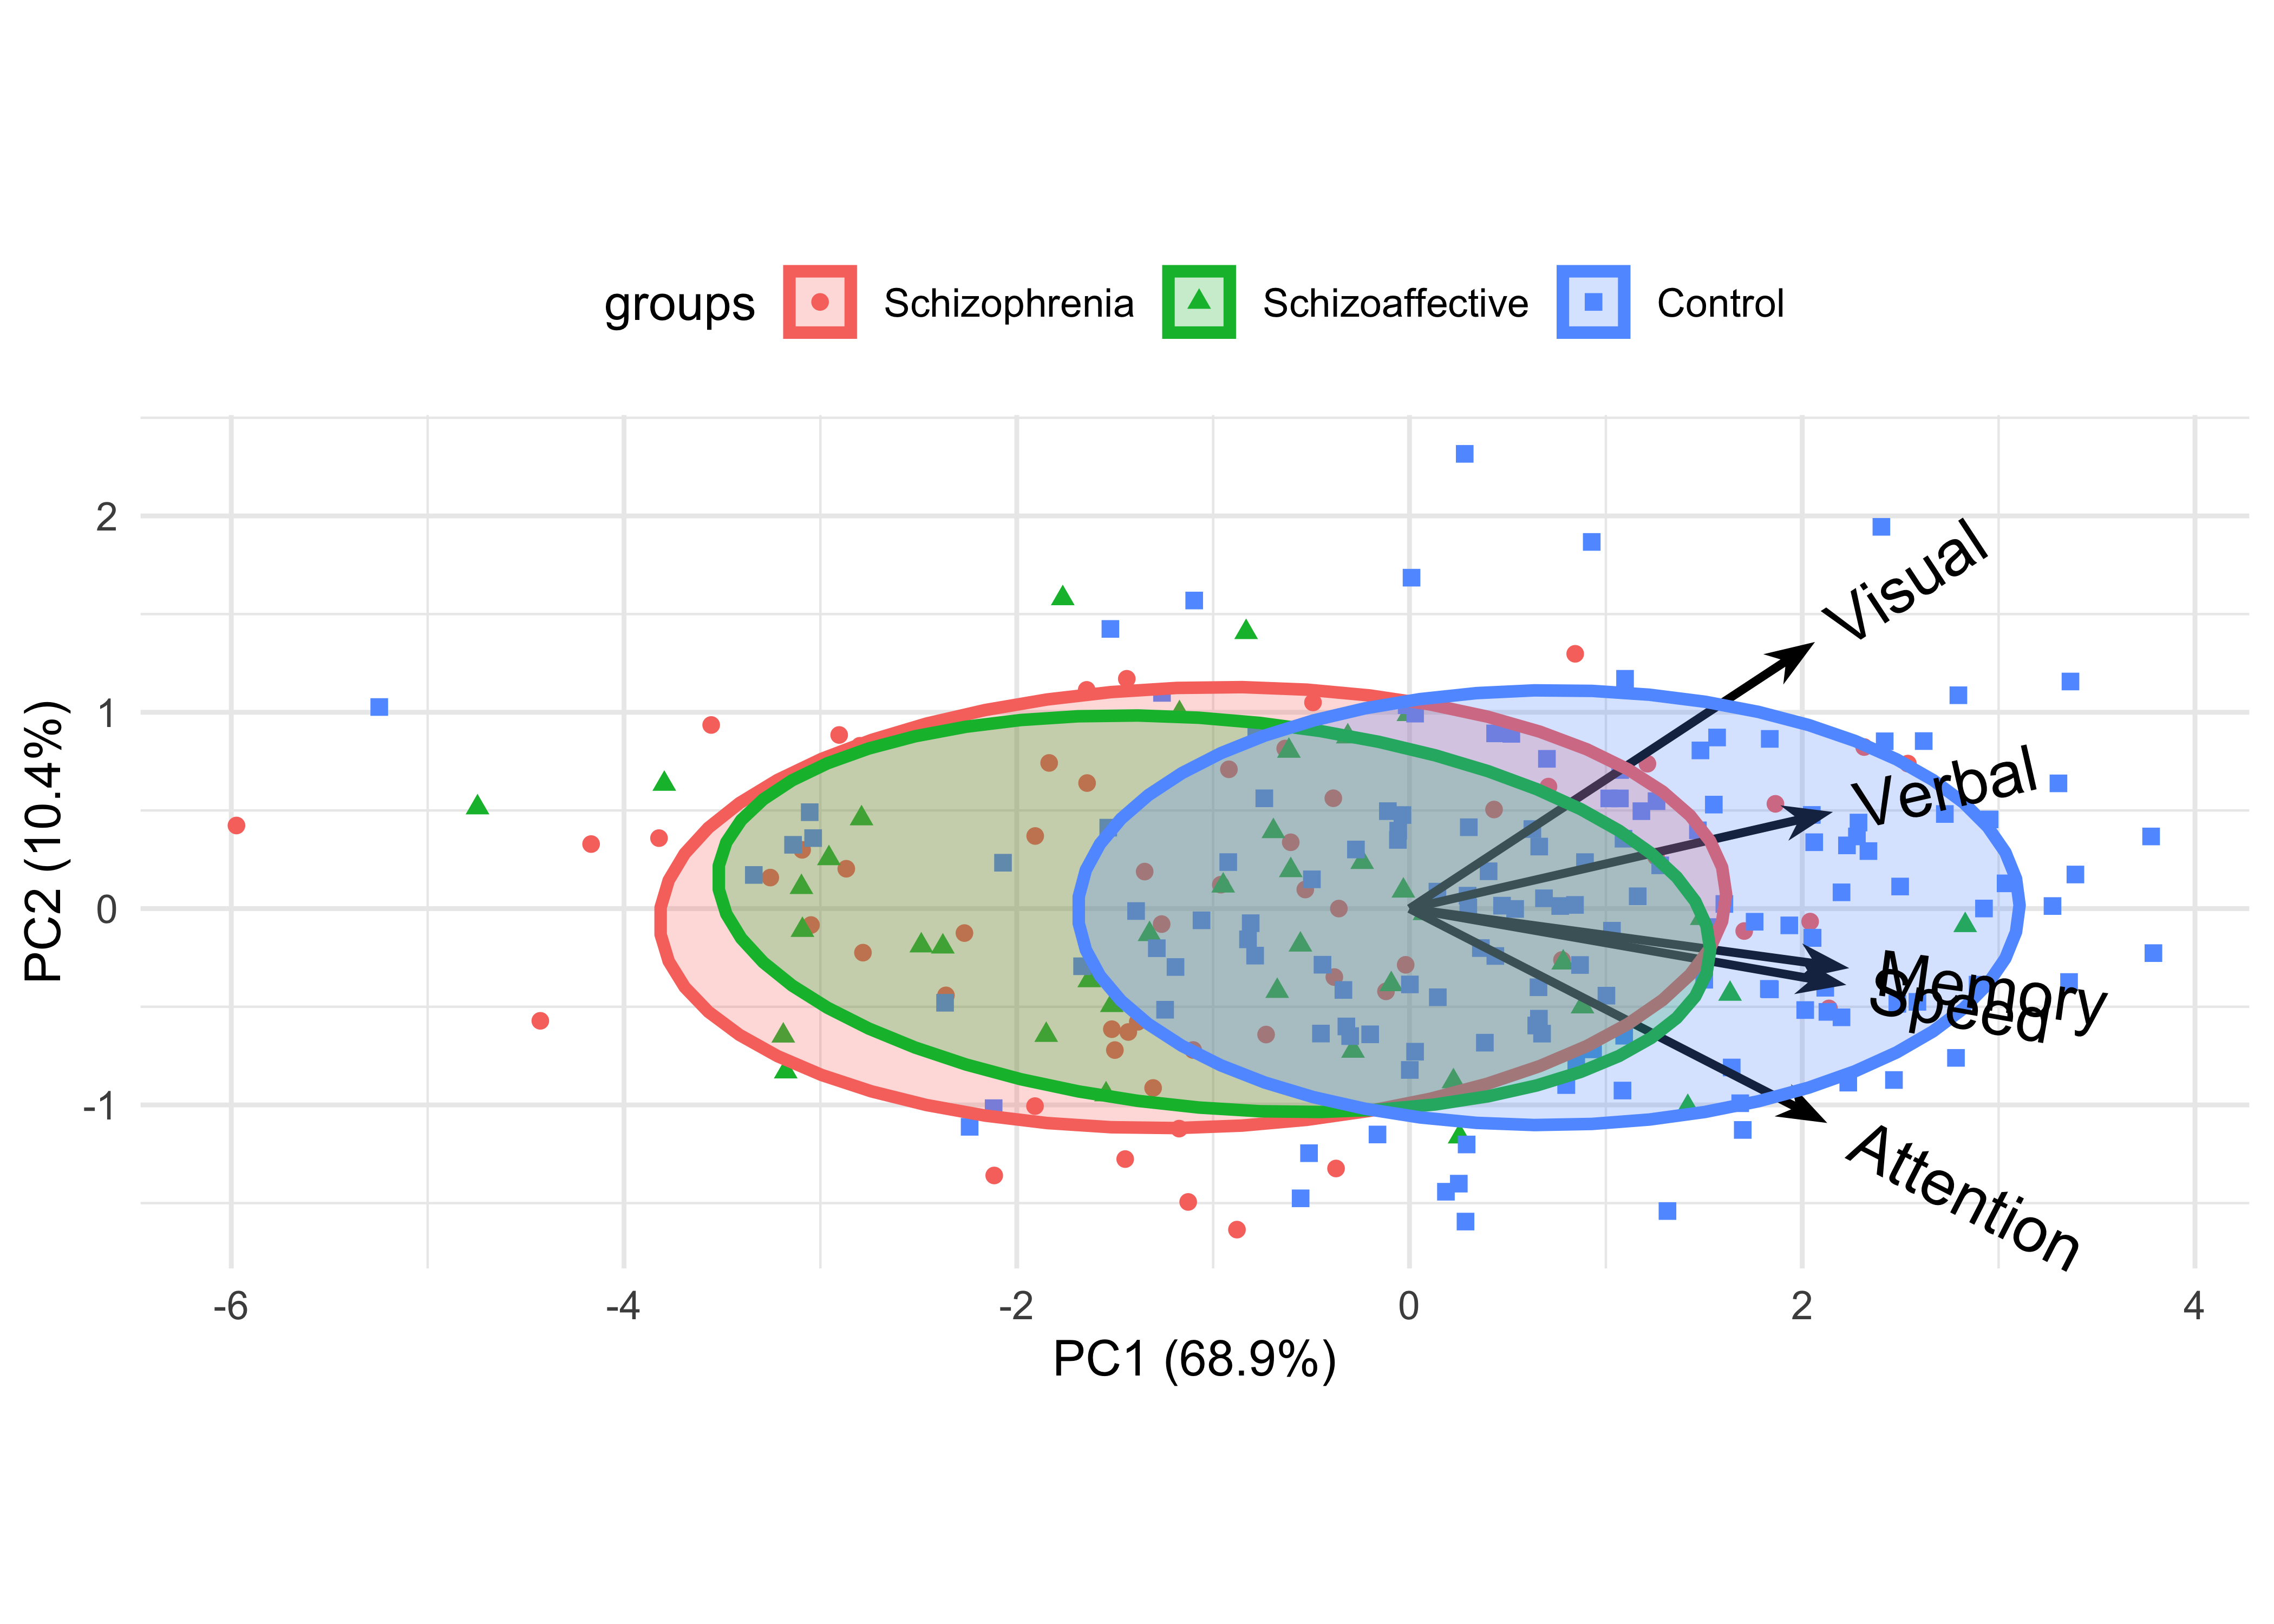 groups Schizophrenia Schizoaffective Control
2
1
0
-1
PC2 (10.4%)
Visual
Verbal
Memory
Speed
Attention
-6 -4 -2 0 2 4
PC1 (68.9%)